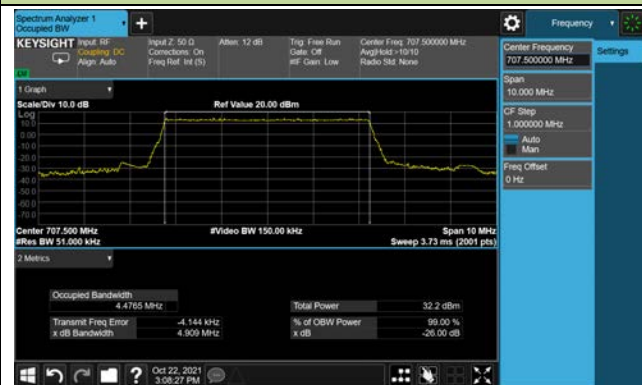 Spectrum Analyzer 1
Occupied BW
Frequency
KEYSIGHT
Input: RF
Coupling: DC
Align: Auto
Input Z: 50 Ω
Corrections: On
Freq Ref: Int (S)
Atten: 12 dB
Trig: Free Run
Gate: Off
#IF Gain: Low
Center Freq: 707.500000 MHz
Avg|Hold:>10/10
Radio Std: None
Center Frequency
707.500000 MHz
Settings
Span
10.000 MHz
CF Step
1.000000 MHz
Auto
Man
Freq Offset
0 Hz
1 Graph
Scale/Div 10.0 dB
Ref Value 20.00 dBm
Log
10.0
0.00
-10.0
-20.0
-30.0
-40.0
-50.0
-60.0
-70.0
Center 707.500 MHz
#Video BW 150.00 kHz
Span 10 MHz
#Res BW 51.000 kHz
Sweep 3.73 ms (2001 pts)
2 Metrics
Occupied Bandwidth
4.4765 MHz
Total Power
32.2 dBm
Transmit Freq Error
-4.144 kHz
% of OBW Power
99.00 %
x dB Bandwidth
4.909 MHz
x dB
-26.00 dB
Oct 22, 2021
3:08:27 PM